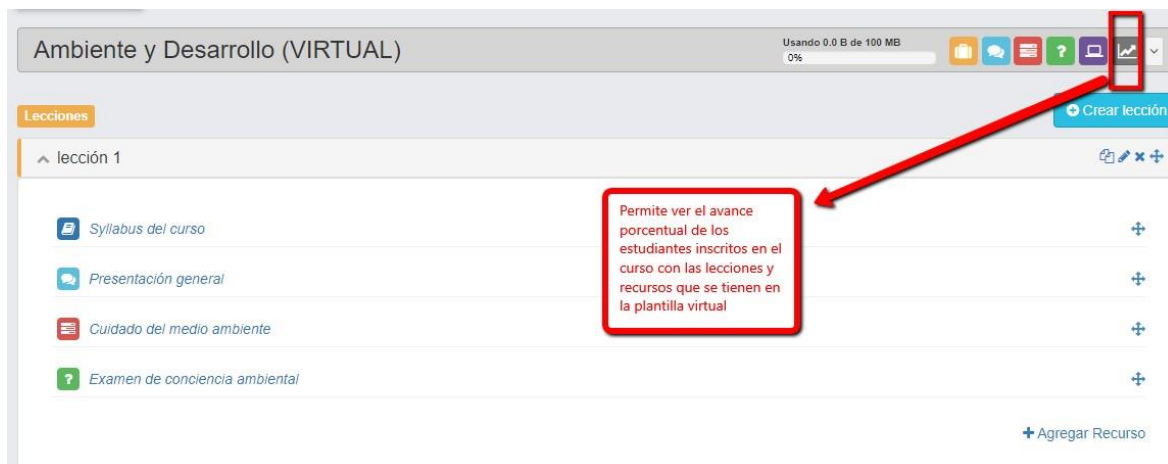 Ambiente y Desarrollo (VIRTUAL)
Usando 0.0 B de 100 MB
0%
Lecciones
Crear lección
lección 1
Syllabus del curso
Presentación general
Cuidado del medio ambiente
Examen de conciencia ambiental
Permite ver el avance
porcentual de los
estudiantes inscritos en el
curso con las lecciones y
recursos que se tienen en
la plantilla virtual
Agregar Recurso